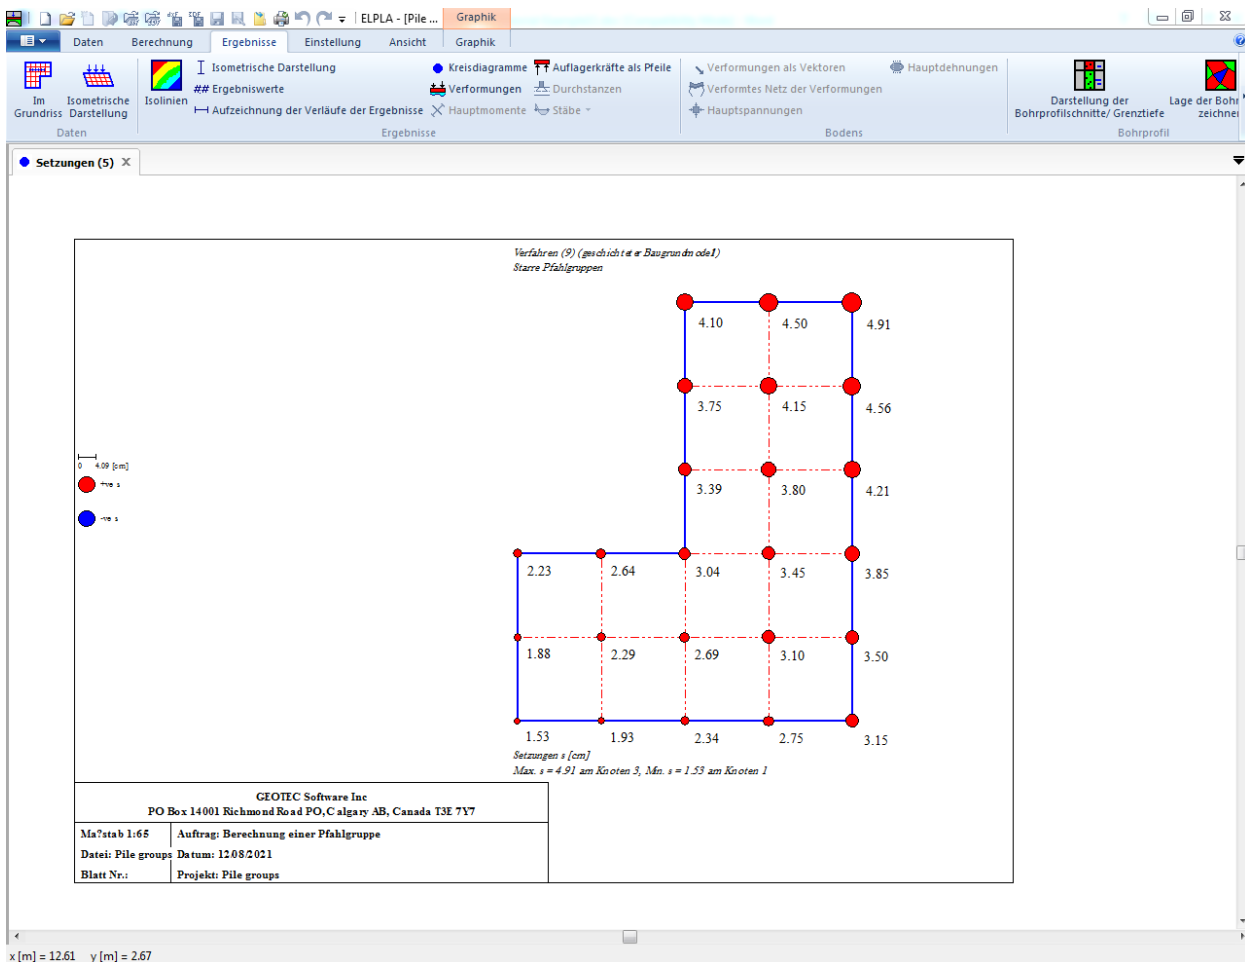 ELPLA - [Pile ...
Graphik
Daten Berechnung Ergebnisse Einstellung Ansicht Graphik
Im Grundriss
Isometrische Darstellung
Daten
Isolinien
Isometrische Darstellung
## Ergebniswerte
Aufzeichnung der Verläufe der Ergebnisse
Kreisdiagramme
Verformungen
Hauptmomente
Auflagerkräfte als Pfeile
Durchstanzen
Stäbe
Ergebnisse
Verformungen als Vektoren
Verformtes Netz der Verformungen
Hauptspannungen
Hauptdehnungen
Bodens
Darstellung der
Bohrprofilschnitte/ Grenztiefe
Lage der Bohr
zeichnen
Bohrprofil
Setzungen (5) X
Verfahren (9) (geschichteter Baugrundmodell)
Starre Pfahlgruppen
4.10 4.50 4.91
3.75 4.15 4.56
0 4.09 [cm]
+ve s
3.39 3.80 4.21
-ve s
2.23 2.64 3.04 3.45 3.85
1.88 2.29 2.69 3.10 3.50
1.53 1.93 2.34 2.75 3.15
Setzungen s [cm]
Max. s = 4.91 am Knoten 3, Min. s = 1.53 am Knoten 1
GEOTEC Software Inc
PO Box 14001 Richmond Road PO, Calgary AB, Canada T3E 7Y7
Ma?stab 1:65 Auftrag: Berechnung einer Pfahlgruppe
Datei: Pile groups Datum: 12/08/2021
Blatt Nr.: Projekt: Pile groups
x [m] = 12.61 y [m] = 2.67